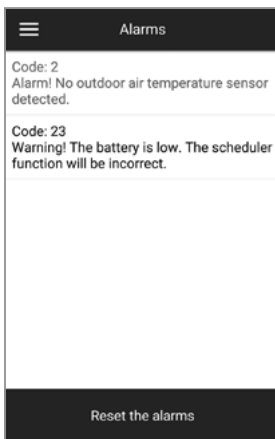 Alarms
Code: 2
Alarm! No outdoor air temperature sensor
detected.
Code: 23
Warning! The battery is low. The scheduler
function will be incorrect.
Reset the alarms